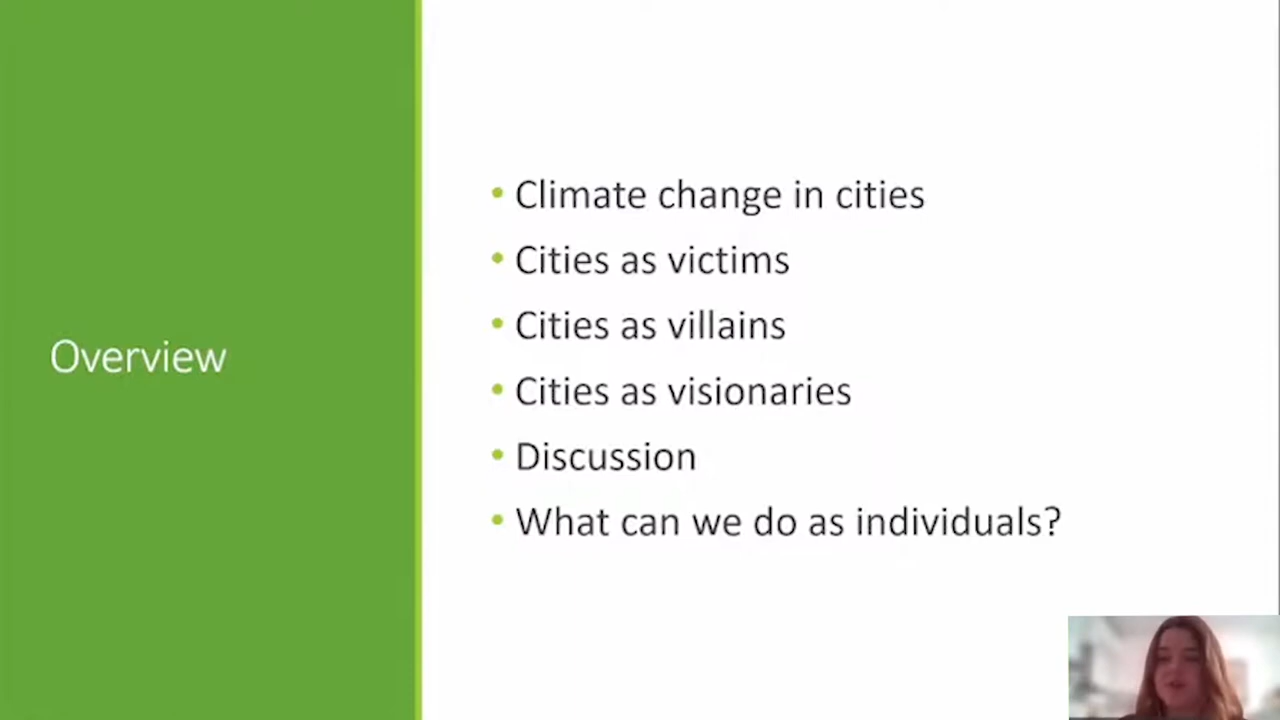 Overview
• Climate change in cities
• Cities as victims
• Cities as villains
• Cities as visionaries
• Discussion
• What can we do as individuals?